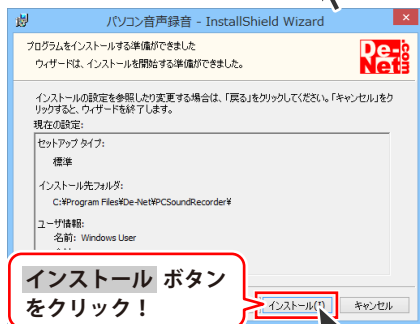 パソコン音声録音 - InstallShield Wizard
プログラムをインストールする準備ができました
ウィザードは、インストールを開始する準備ができました。
De-
Net
インストールの設定を参照したり変更する場合は、「戻る」をクリックしてください。「キャンセル」をク
リックすると、ウィザードを終了します。
現在の設定:
セットアップ タイプ:
標準
インストール先フォルダ:
C:¥Program Files¥De-Net¥PCSoundRecorder¥
ユーザ情報:
名前: Windows User
インストール ボタン
をクリック！
インストール(I)
キャンセル